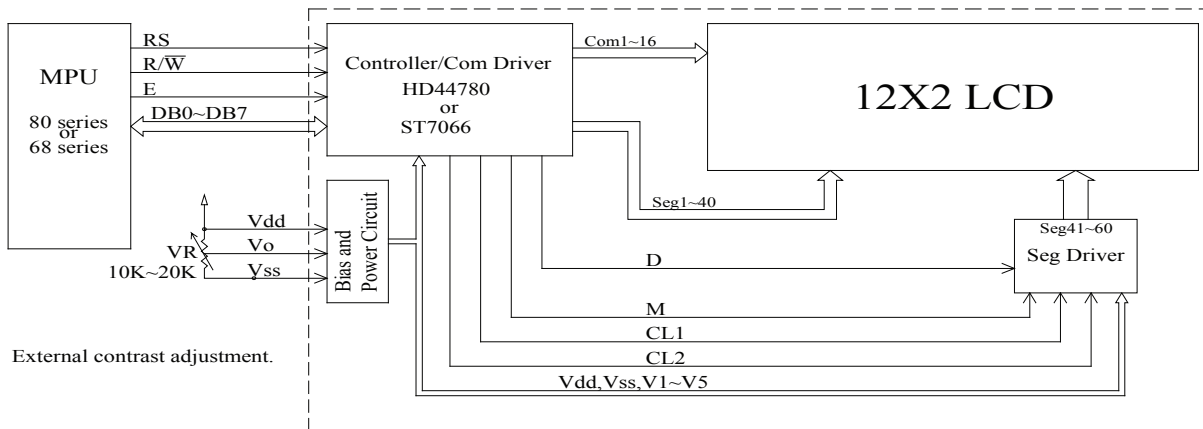 MPU
80 series
or
68 series
RS
R/W̅
E
DB0~DB7
Controller/Com Driver
HD44780
or
ST7066
Com1~16
12X2 LCD
Seg1~40
Seg41~60
Seg Driver
Vdd
Vo
Vss
VR
10K~20K
Bias and
Power Circuit
D
M
CL1
CL2
Vdd,Vss,V1~V5
External contrast adjustment.